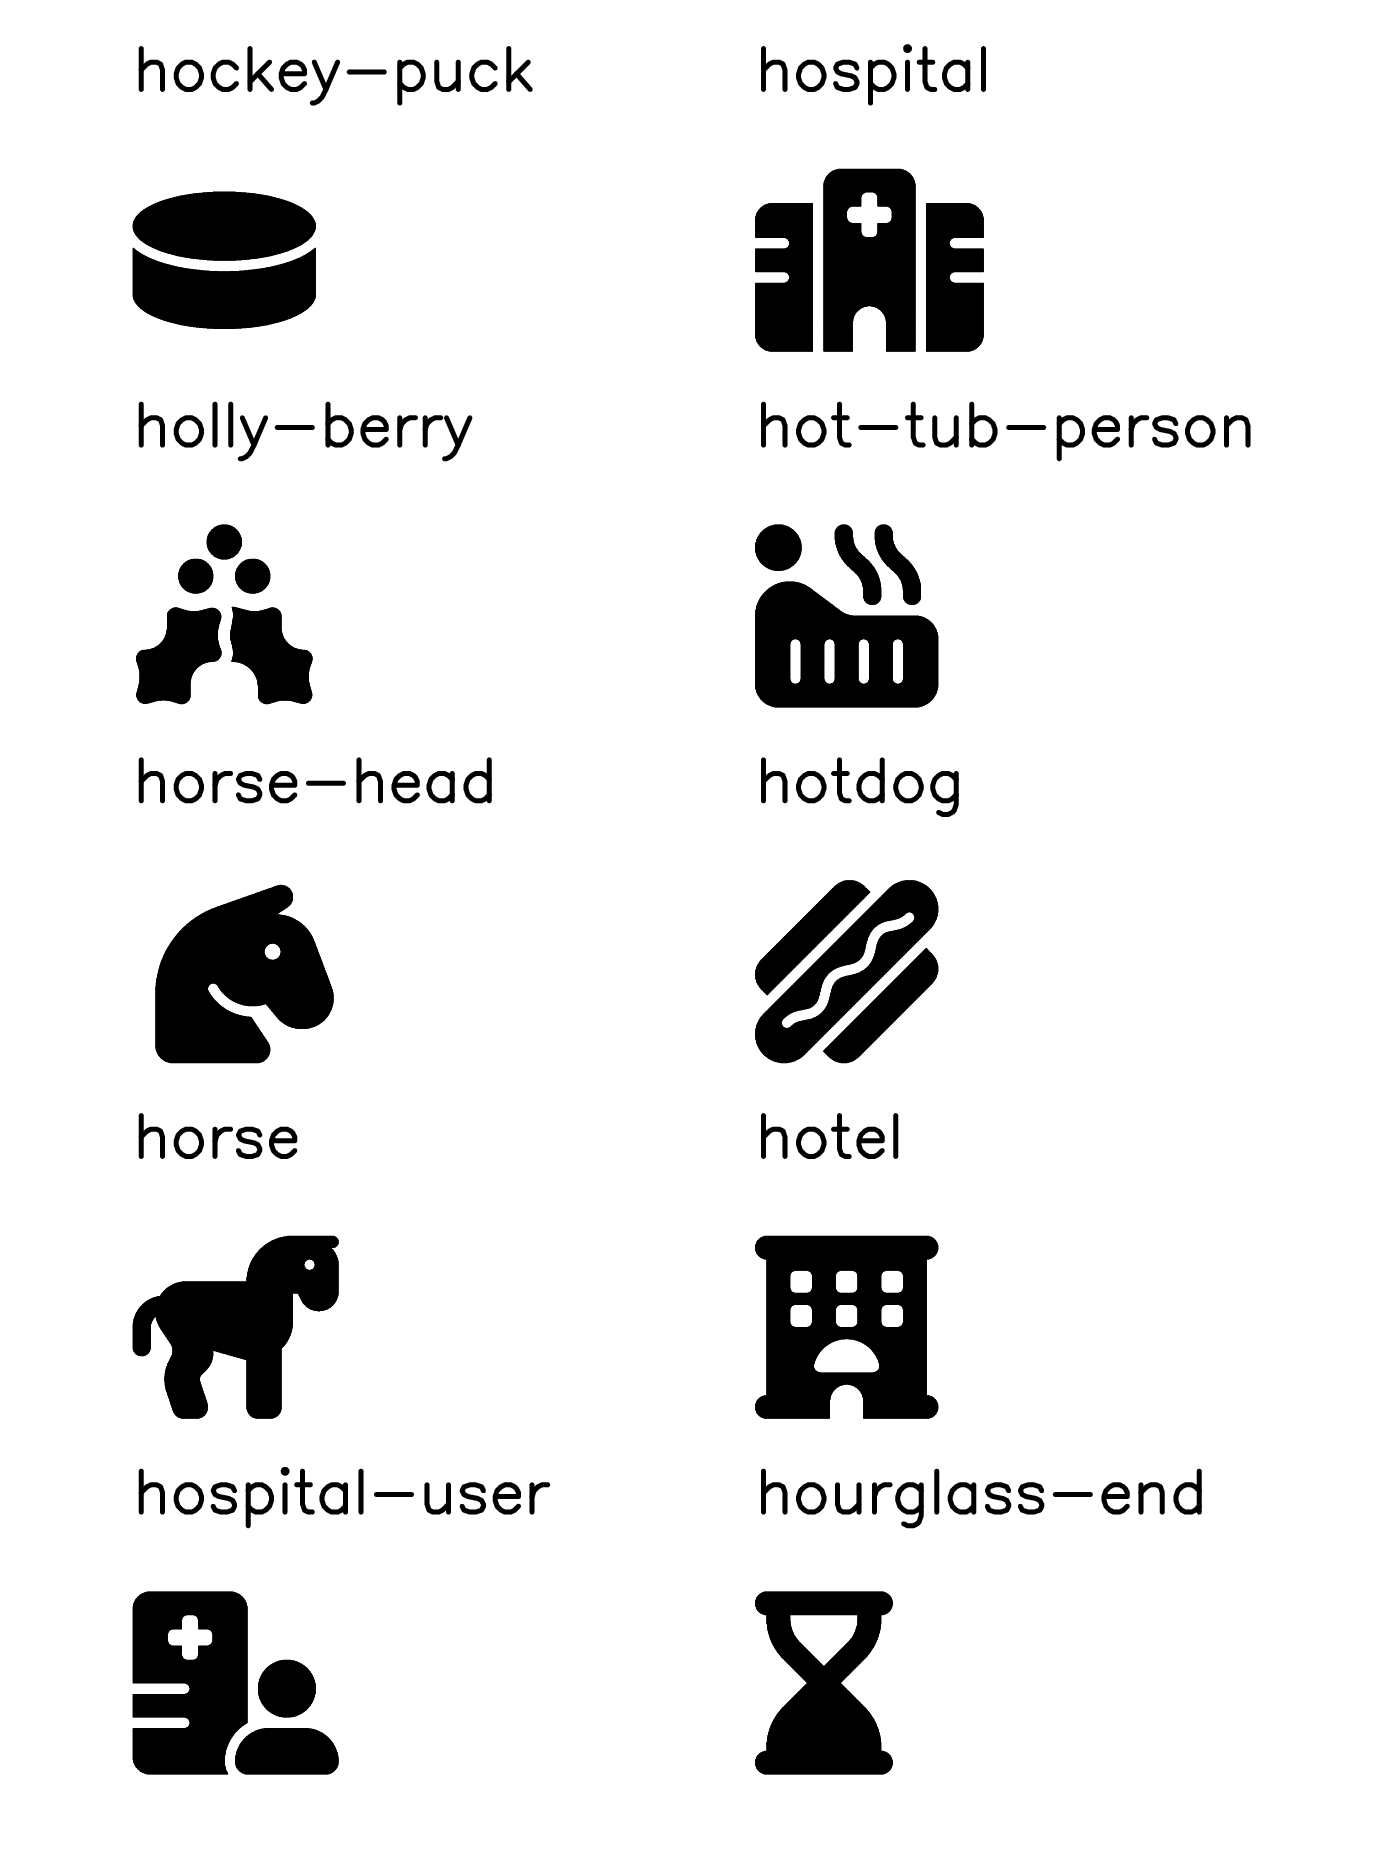 hockey-puck
hospital
holly-berry
hot-tub-person
horse-head
hotdog
horse
hotel
hospital-user
hourglass-end